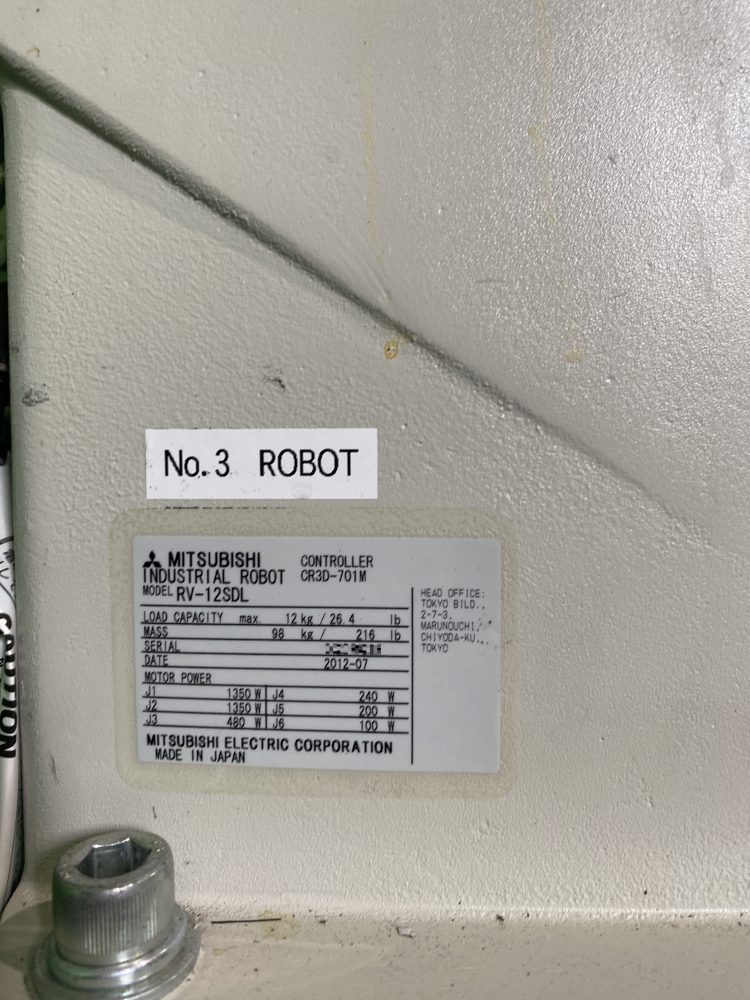 No.3 ROBOT
MITSUBISHI
INDUSTRIAL ROBOT
CONTROLLER
CR3D-701M
MODEL RV-12SDL
LOAD CAPACITY max. 12 kg / 26.4 lb
MASS 98 kg / 216 lb
SERIAL
DATE 2012-07
MOTOR POWER
J1 1350 W J4 240 W
J2 1350 W J5 200 W
J3 480 W J6 100 W
MITSUBISHI ELECTRIC CORPORATION
MADE IN JAPAN
HEAD OFFICE:
TOKYO BILD.,
2-7-3,
MARUNOUCHI,
CHIYODA-KU,
TOKYO